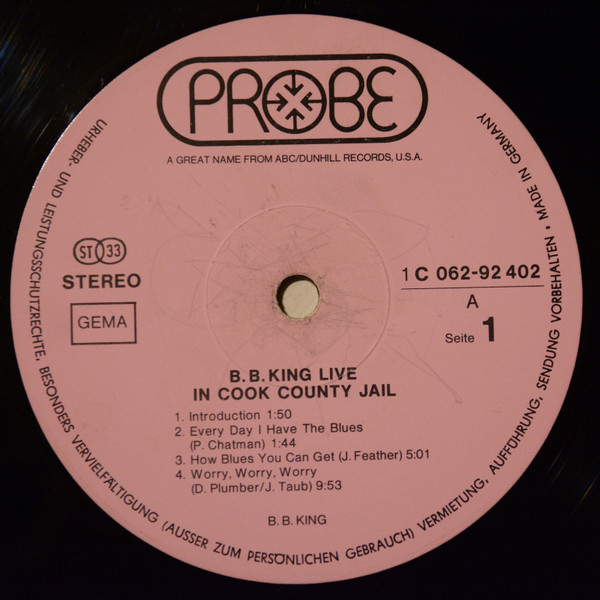 PROBE
A GREAT NAME FROM ABC/DUNHILL RECORDS, U.S.A.
ST 33
STEREO
GEMA
1 C 062-92 402
A
Seite 1
B.B.KING LIVE
IN COOK COUNTY JAIL
1. Introduction 1:50
2. Every Day I Have The Blues
(P. Chatman) 1:44
3. How Blues You Can Get (J. Feather) 5:01
4. Worry, Worry, Worry
(D. Plumber/J. Taub) 9:53
B. B. KING
URHEBER- UND LEISTUNGSSCHUTZRECHTE, BESONDERS VERVIELFÄLTIGUNG (AUSSER ZUM PERSÖNLICHEN GEBRAUCH) VERMIETUNG, AUFFÜHRUNG, SENDUNG VORBEHALTEN • MADE IN GERMANY